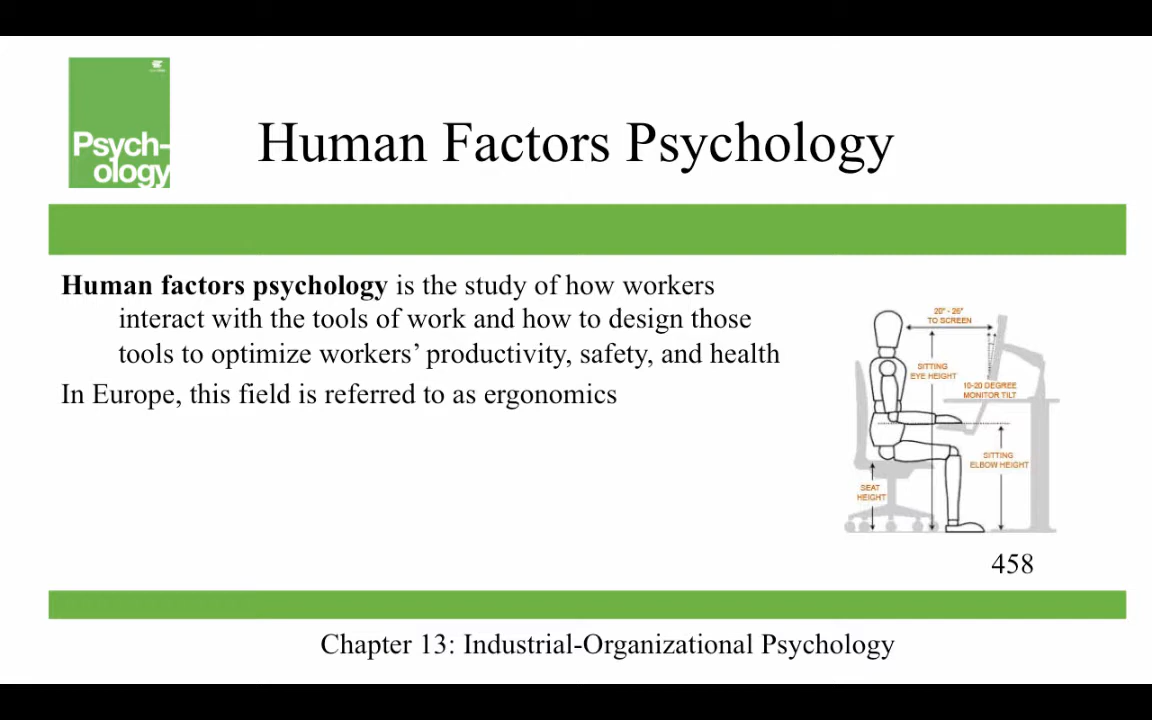 Psych-
ology
Human Factors Psychology
Human factors psychology is the study of how workers
interact with the tools of work and how to design those
tools to optimize workers’ productivity, safety, and health
In Europe, this field is referred to as ergonomics
20" - 26"
TO SCREEN
SITTING
EYE HEIGHT
10-20 DEGREE
MONITOR TILT
SITTING
ELBOW HEIGHT
SEAT
HEIGHT
458
Chapter 13: Industrial-Organizational Psychology